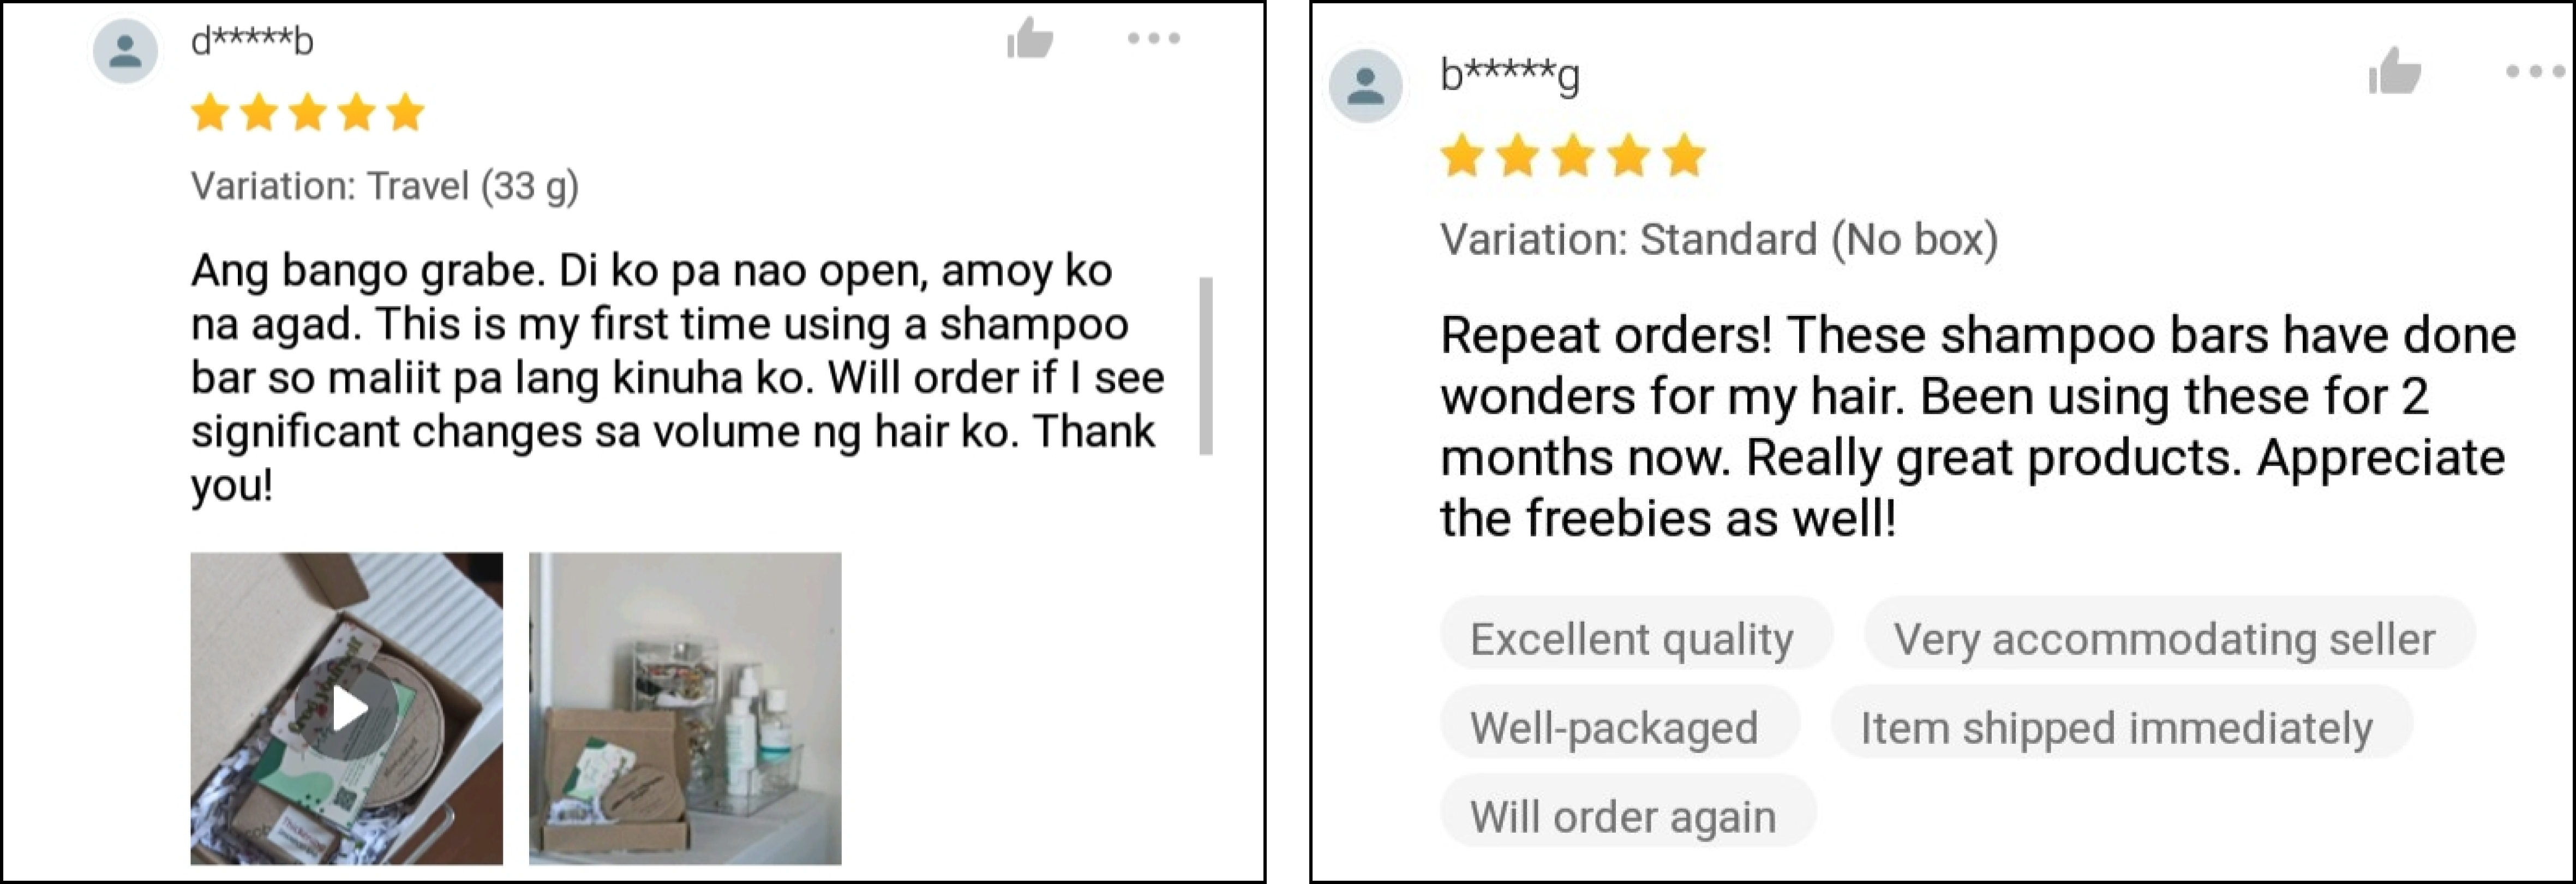 d*****b
Variation: Travel (33 g)
Ang bango grabe. Di ko pa nao open, amoy ko
na agad. This is my first time using a shampoo
bar so maliit pa lang kinuha ko. Will order if I see
significant changes sa volume ng hair ko. Thank
you!
b*****g
Variation: Standard (No box)
Repeat orders! These shampoo bars have done
wonders for my hair. Been using these for 2
months now. Really great products. Appreciate
the freebies as well!
Excellent quality
Very accommodating seller
Well-packaged
Item shipped immediately
Will order again